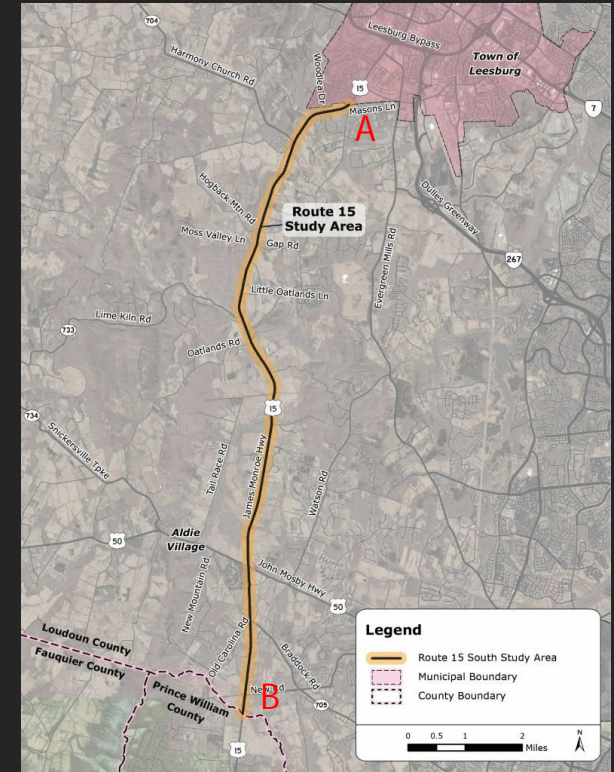 704
Harmony Church Rd
Woodlea Dr
Leesburg Bypass
Town of
Leesburg
15
Masons Ln
7
A
Hogback Mtn Rd
Route 15
Study Area
Dulles Greenway
Moss Valley Ln
Gap Rd
Evergreen Mills Rd
267
Little Oatlands Ln
Lime Kiln Rd
733
Oatlands Rd
15
734
Snickersville Tpke
Tail Race Rd
James Monroe Hwy
Watson Rd
50
Aldie
Village
John Mosby Hwy
50
New Mountain Rd
Old Carolina Rd
Braddock Rd
Loudoun County
Fauquier County
Prince William
County
New Rd
B
705
15
Legend
Route 15 South Study Area
Municipal Boundary
County Boundary
0 0.5 1 2
Miles
N